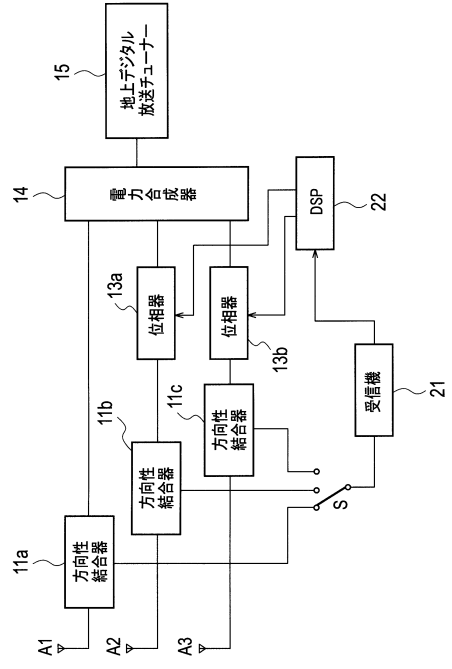 A1
A2
A3
11a
方向性
結合器
11b
方向性
結合器
11c
方向性
結合器
13a
位相器
13b
位相器
14
電力合成器
15
地上デジタル
放送チューナー
S
受信機
21
DSP
22